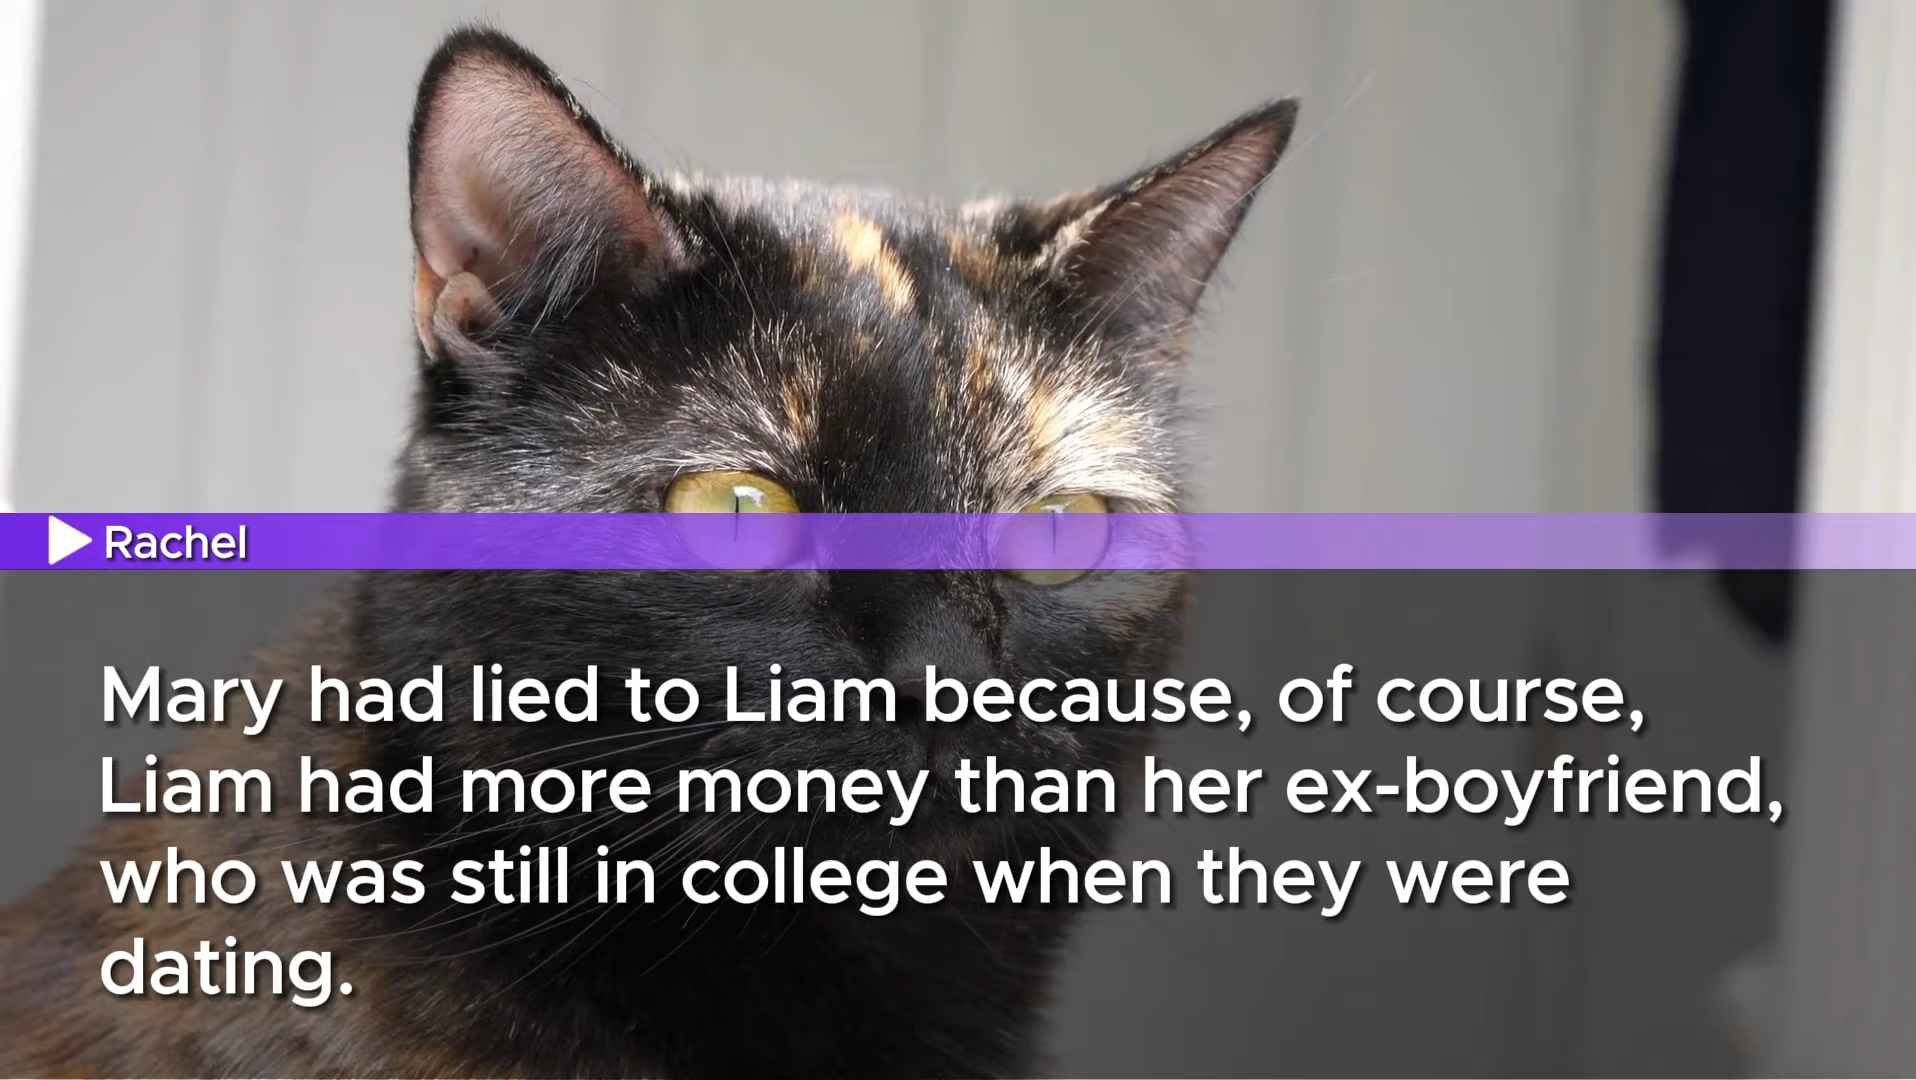 Rachel
Mary had lied to Liam because, of course,
Liam had more money than her ex-boyfriend,
who was still in college when they were
dating.